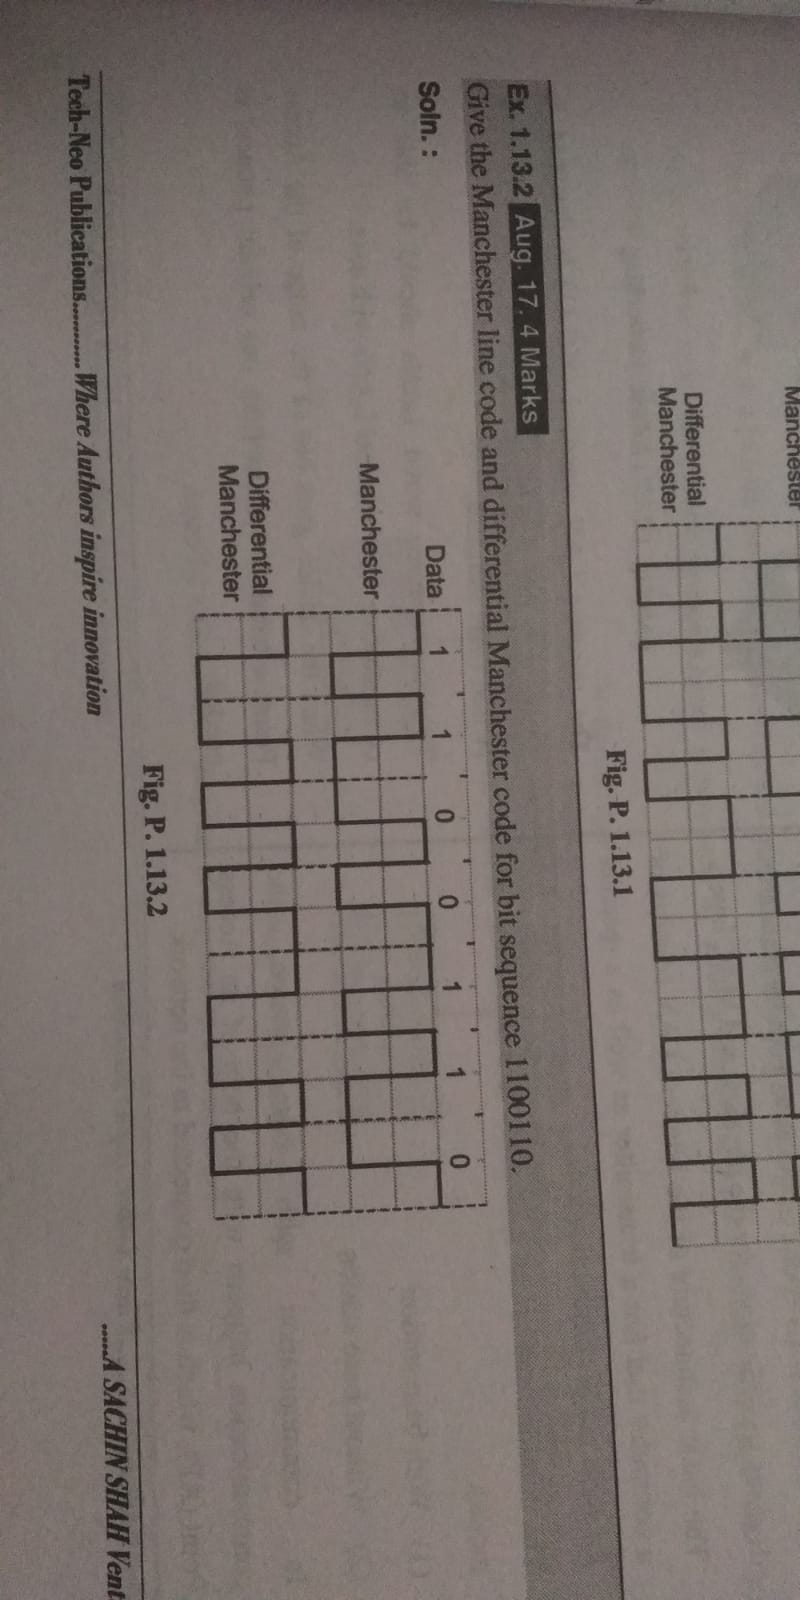 Manchester
Differential
Manchester
Fig. P. 1.13.1
Ex. 1.13.2 Aug. 17. 4 Marks
Give the Manchester line code and differential Manchester code for bit sequence 1100110.
Soln. :
Data 1 1 0 0 1 1 0
Manchester
Differential
Manchester
Fig. P. 1.13.2
Tech-Neo Publications........... Where Authors inspire innovation
.....A SACHIN SHAH Vent